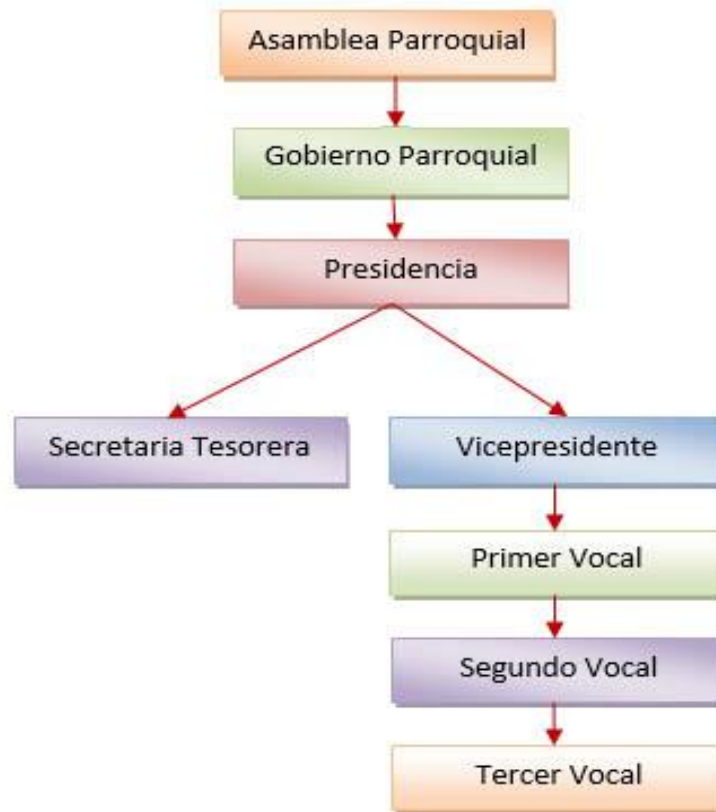 Asamblea Parroquial
Gobierno Parroquial
Presidencia
Secretaria Tesorera
Vicepresidente
Primer Vocal
Segundo Vocal
Tercer Vocal